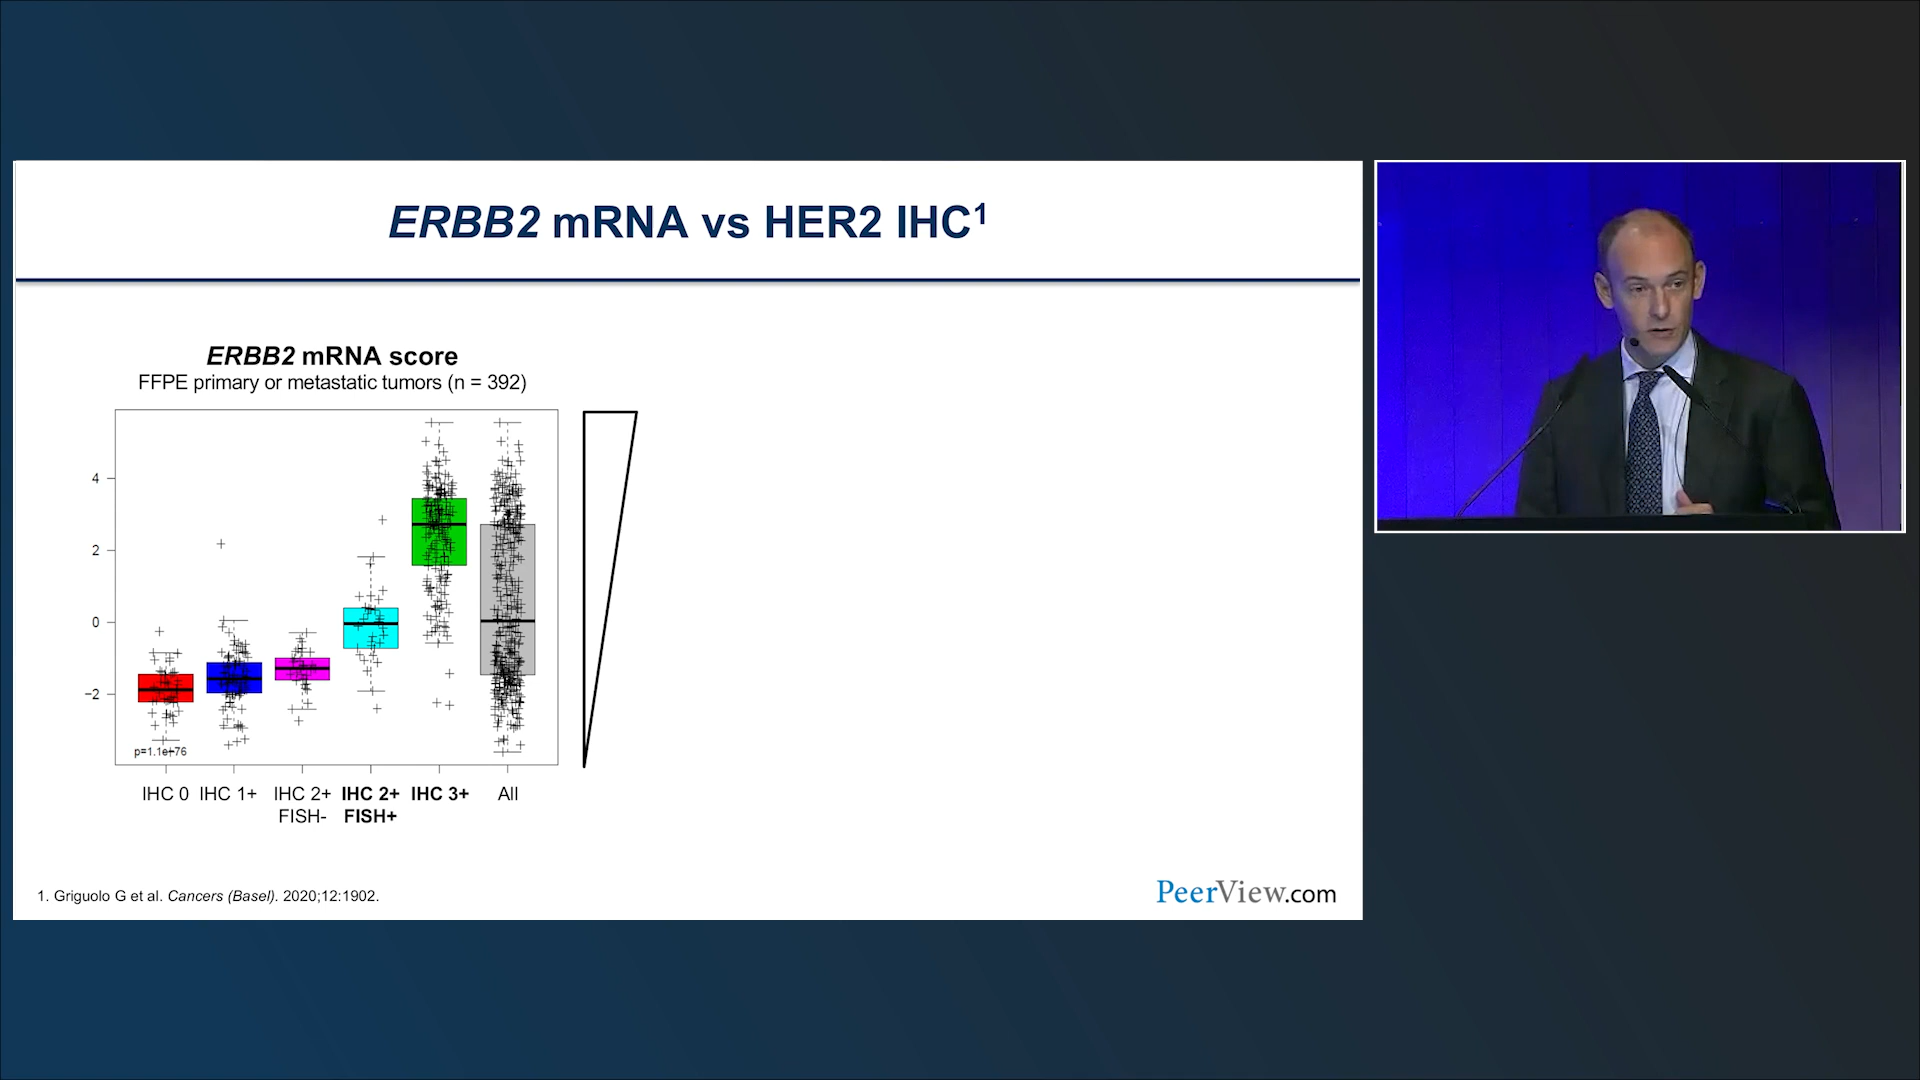 ERBB2 mRNA vs HER2 IHC1
ERBB2 mRNA score
FFPE primary or metastatic tumors (n = 392)
4
2
0
−2
p=1.1e−76
IHC 0 IHC 1+ IHC 2+ IHC 2+ IHC 3+ All
FISH- FISH+
1. Griguolo G et al. Cancers (Basel). 2020;12:1902.
PeerView.com